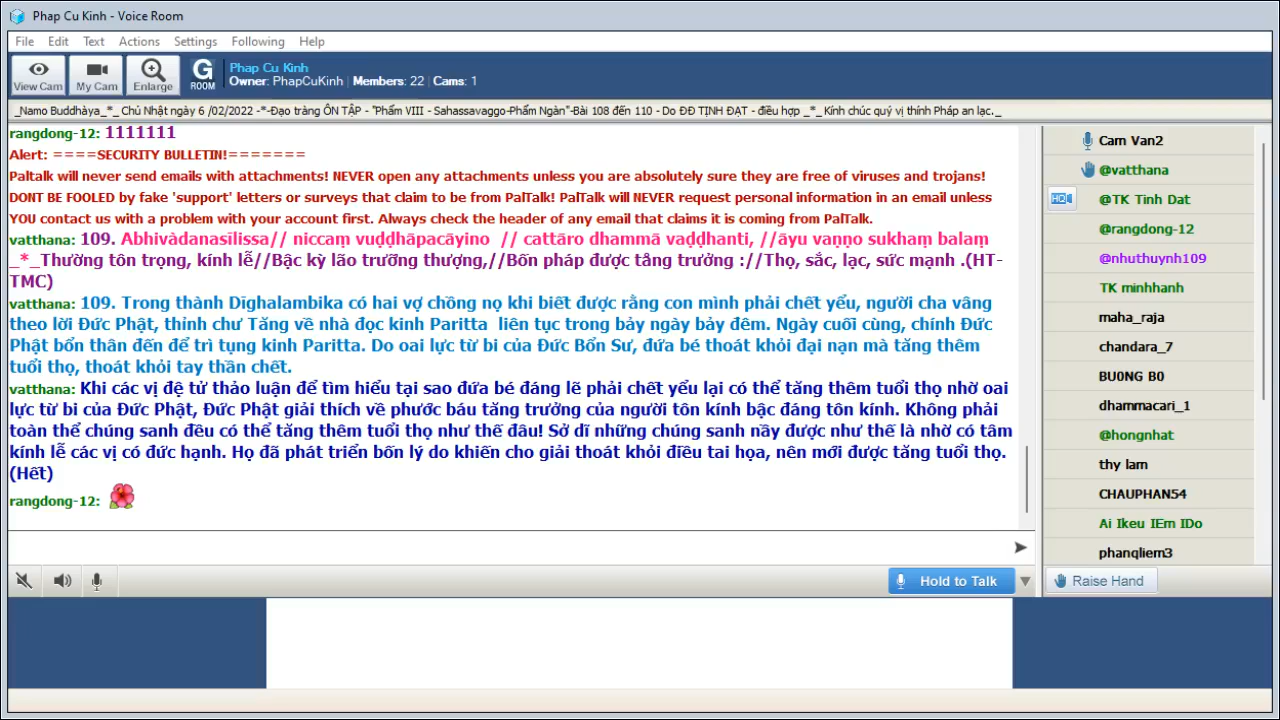 Phap Cu Kinh - Voice Room
File Edit Text Actions Settings Following Help
View Cam
My Cam
Enlarge
G
ROOM
Phap Cu Kinh
Owner: PhapCuKinh | Members: 22 | Cams: 1
_Namo Buddhàya_*_ Chủ Nhật ngày 6 /02/2022 -*-Đạo tràng ÔN TẬP - "Phẩm VIII - Sahassavaggo-Phẩm Ngàn"-Bài 108 đến 110 - Do ĐĐ TỊNH ĐẠT - điều hợp _*_ Kính chúc quý vị thính Pháp an lạc._
rangdong-12: 1111111
Alert: ====SECURITY BULLETIN!=======
Paltalk will never send emails with attachments! NEVER open any attachments unless you are absolutely sure they are free of viruses and trojans!
DONT BE FOOLED by fake 'support' letters or surveys that claim to be from PalTalk! PalTalk will NEVER request personal information in an email unless
YOU contact us with a problem with your account first. Always check the header of any email that claims it is coming from PalTalk.
vatthana: 109. Abhivàdanasīlissa// niccaṃ vuḍḍhāpacāyino // cattāro dhammā vaḍḍhanti, //āyu vaṇṇo sukhaṃ balaṃ
_*_Thường tôn trọng, kính lễ//Bậc kỳ lão trưỡng thượng,//Bốn pháp được tăng trưởng ://Thọ, sắc, lạc, sức mạnh .(HT-
TMC)
vatthana: 109. Trong thành Dīghalambika có hai vợ chồng nọ khi biết được rằng con mình phải chết yểu, người cha vâng
theo lời Đức Phật, thỉnh chư Tăng về nhà đọc kinh Paritta liên tục trong bảy ngày bảy đêm. Ngày cuối cùng, chính Đức
Phật bổn thân đến để trì tụng kinh Paritta. Do oai lực từ bi của Đức Bổn Sư, đứa bé thoát khỏi đại nạn mà tăng thêm
tuổi thọ, thoát khỏi tay thần chết.
vatthana: Khi các vị đệ tử thảo luận để tìm hiểu tại sao đứa bé đáng lẽ phải chết yểu lại có thể tăng thêm tuổi thọ nhờ oai
lực từ bi của Đức Phật, Đức Phật giải thích về phước báu tăng trưởng của người tôn kính bậc đáng tôn kính. Không phải
toàn thể chúng sanh đều có thể tăng thêm tuổi thọ như thế đâu! Sở dĩ những chúng sanh nầy được như thế là nhờ có tâm
kính lễ các vị có đức hạnh. Họ đã phát triển bốn lý do khiến cho giải thoát khỏi điều tai họa, nên mới được tăng tuổi thọ.
(Hết)
rangdong-12:
Cam Van2
@vatthana
HQ
@TK Tinh Dat
@rangdong-12
@nhuthuynh109
TK minhhanh
maha_raja
chandara_7
BU0NG B0
dhammacari_1
@hongnhat
thy lam
CHAUPHAN54
Ai Ikeu IEm IDo
phanqliem3
Hold to Talk
Raise Hand